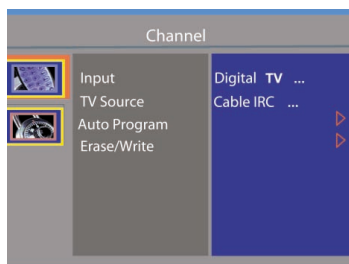 Channel
Input Digital TV ...
TV Source Cable IRC ...
Auto Program
Erase/Write